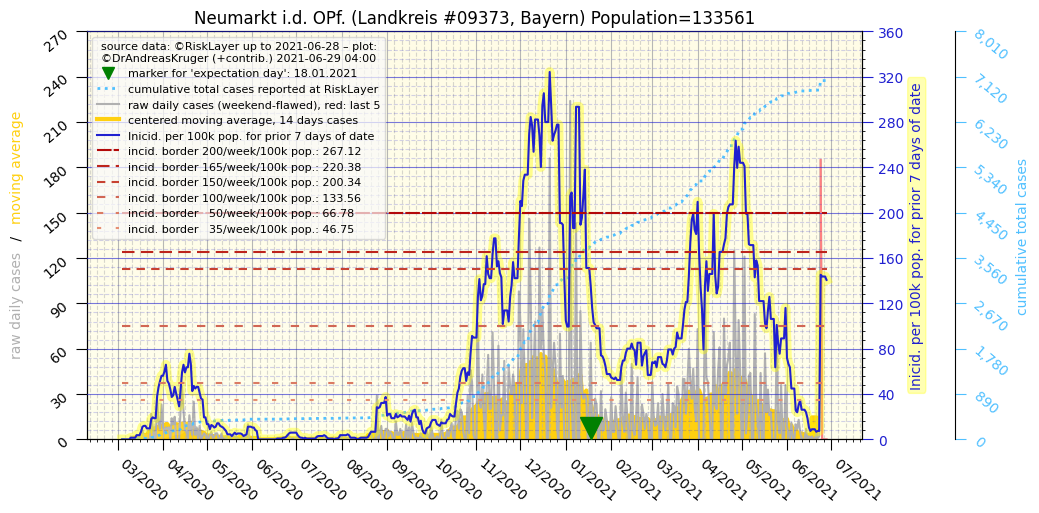 Neumarkt i.d. OPf. (Landkreis #09373, Bayern) Population=133561
source data: ©RiskLayer up to 2021-06-28 – plot:
©DrAndreasKruger (+contrib.) 2021-06-29 04:00
marker for 'expectation day': 18.01.2021
cumulative total cases reported at RiskLayer
raw daily cases (weekend-flawed), red: last 5
centered moving average, 14 days cases
Inicid. per 100k pop. for prior 7 days of date
incid. border 200/week/100k pop.: 267.12
incid. border 165/week/100k pop.: 220.38
incid. border 150/week/100k pop.: 200.34
incid. border 100/week/100k pop.: 133.56
incid. border   50/week/100k pop.: 66.78
incid. border   35/week/100k pop.: 46.75
raw daily cases / moving average
270
240
210
180
150
120
90
60
30
0
03/2020
04/2020
05/2020
06/2020
07/2020
08/2020
09/2020
10/2020
11/2020
12/2020
01/2021
02/2021
03/2021
04/2021
05/2021
06/2021
07/2021
360
320
280
240
200
160
120
80
40
0
Inicid. per 100k pop. for prior 7 days of date
8,010
7,120
6,230
5,340
4,450
3,560
2,670
1,780
890
0
cumulative total cases